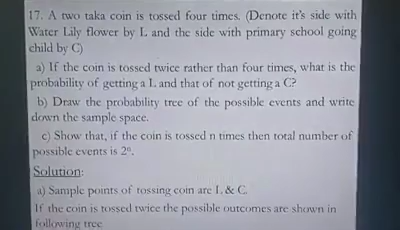 17. A two taka coin is tossed four times. (Denote it's side with
Water Lily flower by L and the side with primary school going
child by C)
a) If the coin is tossed twice rather than four times, what is the
probability of getting a L and that of not getting a C?
b) Draw the probability tree of the possible events and write
down the sample space.
c) Show that, if the coin is tossed n times then total number of
possible events is 2ⁿ.
Solution:
a) Sample points of tossing coin are L & C.
If the coin is tossed twice the possible outcomes are shown in
following tree